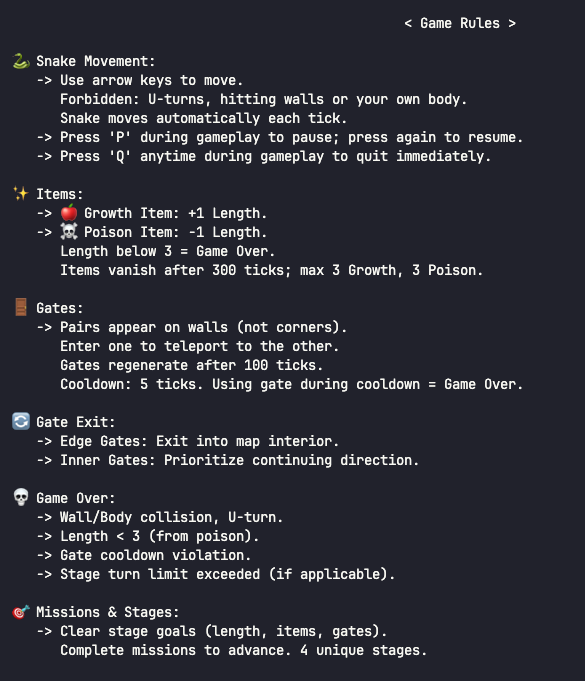 < Game Rules >
🐍 Snake Movement:
-> Use arrow keys to move.
Forbidden: U-turns, hitting walls or your own body.
Snake moves automatically each tick.
-> Press 'P' during gameplay to pause; press again to resume.
-> Press 'Q' anytime during gameplay to quit immediately.
✨ Items:
-> 🍎 Growth Item: +1 Length.
-> ☠️ Poison Item: -1 Length.
Length below 3 = Game Over.
Items vanish after 300 ticks; max 3 Growth, 3 Poison.
🚪 Gates:
-> Pairs appear on walls (not corners).
Enter one to teleport to the other.
Gates regenerate after 100 ticks.
Cooldown: 5 ticks. Using gate during cooldown = Game Over.
🔄 Gate Exit:
-> Edge Gates: Exit into map interior.
-> Inner Gates: Prioritize continuing direction.
💀 Game Over:
-> Wall/Body collision, U-turn.
-> Length < 3 (from poison).
-> Gate cooldown violation.
-> Stage turn limit exceeded (if applicable).
🎯 Missions & Stages:
-> Clear stage goals (length, items, gates).
Complete missions to advance. 4 unique stages.